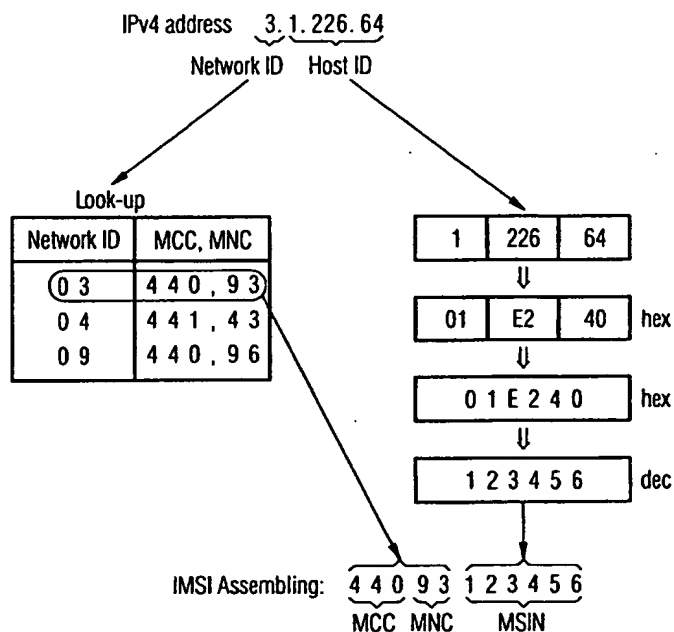 IPv4 address 3.1.226.64
Network ID Host ID
Look-up
Network ID MCC, MNC
0 3 4 4 0 , 9 3
0 4 4 4 1 , 4 3
0 9 4 4 0 , 9 6
1 226 64
⇓
01 E2 40 hex
⇓
0 1 E 2 4 0 hex
⇓
1 2 3 4 5 6 dec
IMSI Assembling: 4 4 0 9 3 1 2 3 4 5 6
MCC MNC MSIN